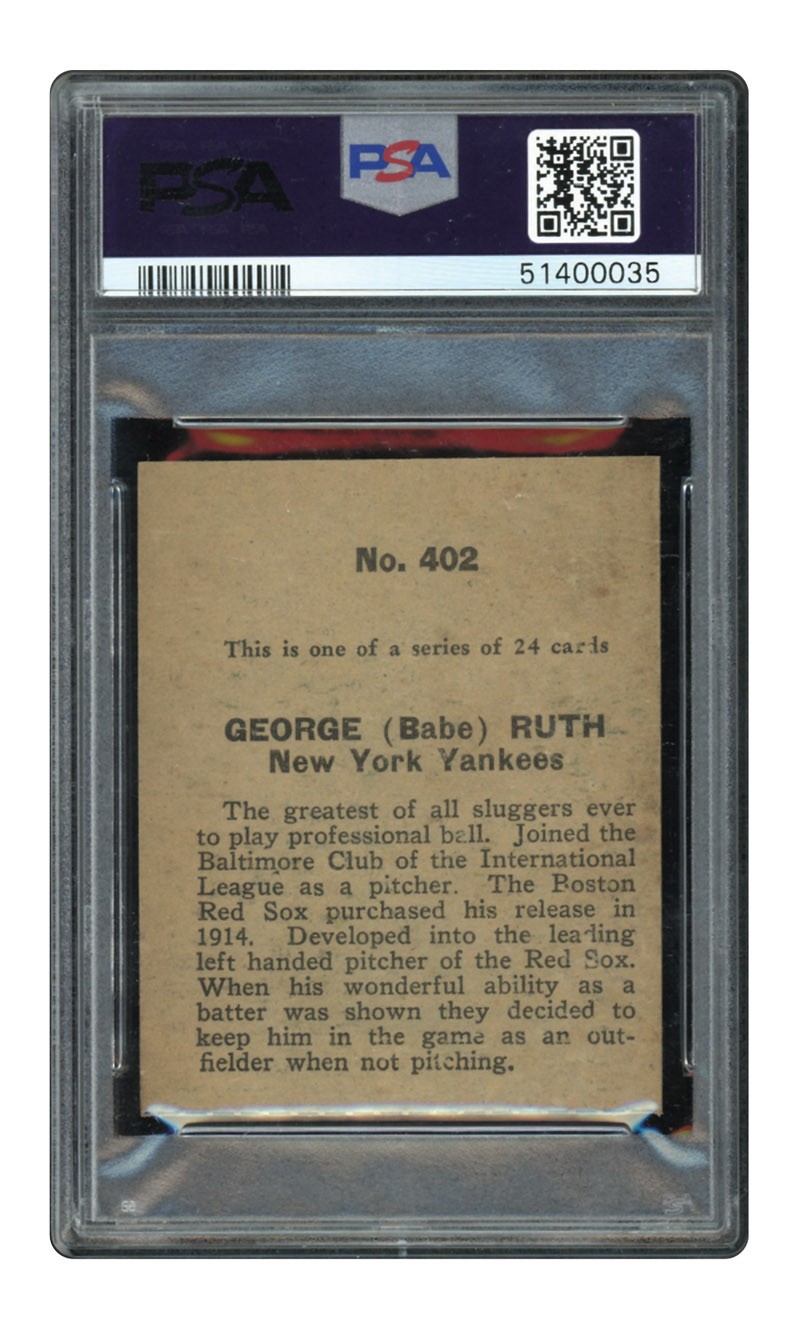 PSA
PSA
51400035
No. 402
This is one of a series of 24 cards
GEORGE (Babe) RUTH
New York Yankees
The greatest of all sluggers ever
to play professional ball. Joined the
Baltimore Club of the International
League as a pitcher. The Boston
Red Sox purchased his release in
1914. Developed into the leading
left handed pitcher of the Red Sox.
When his wonderful ability as a
batter was shown they decided to
keep him in the game as an out-
fielder when not pitching.